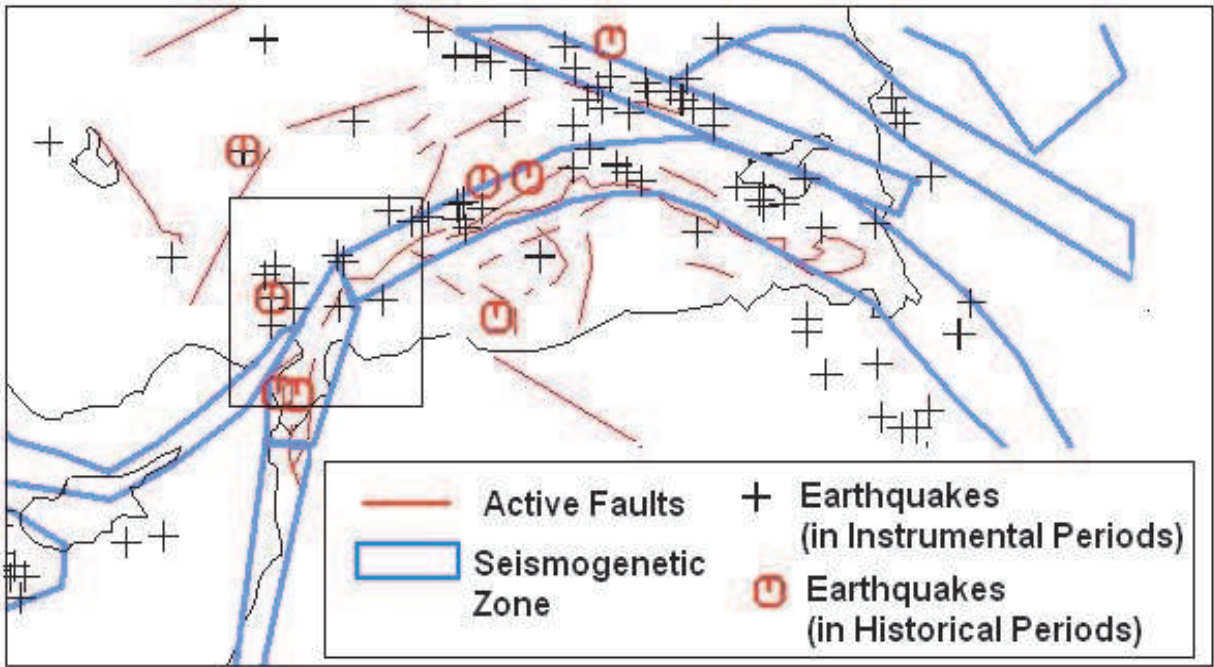 Active Faults
Seismogenetic
Zone
Earthquakes
(in Instrumental Periods)
Earthquakes
(in Historical Periods)